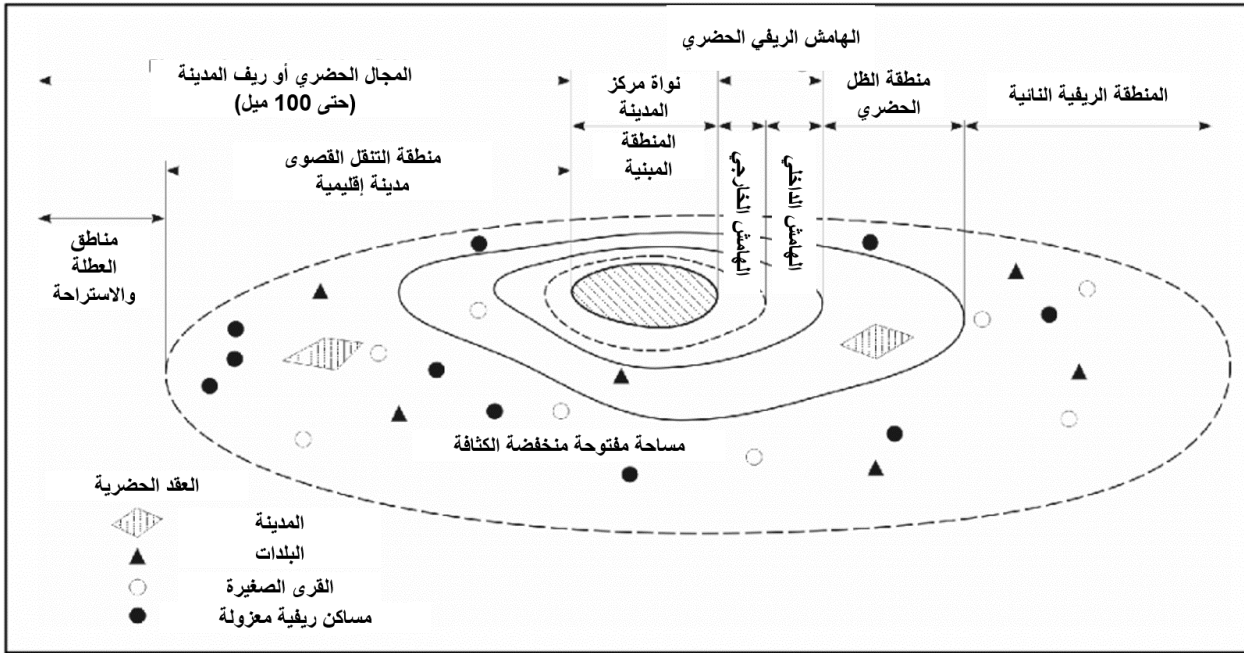 الهامش الريفي الحضري
المجال الحضري أو ريف المدينة
(حتى 100 ميل)
نواة مركز
المدينة
منطقة الظل
الحضري
المنطقة الريفية النائية
المنطقة
المبنية
الهامش الخارجي
الهامش الداخلي
منطقة التنقل القصوى
مدينة إقليمية
مناطق
العطلة
والاستراحة
مساحة مفتوحة منخفضة الكثافة
العقد الحضرية
المدينة
البلدات
القرى الصغيرة
مساكن ريفية معزولة